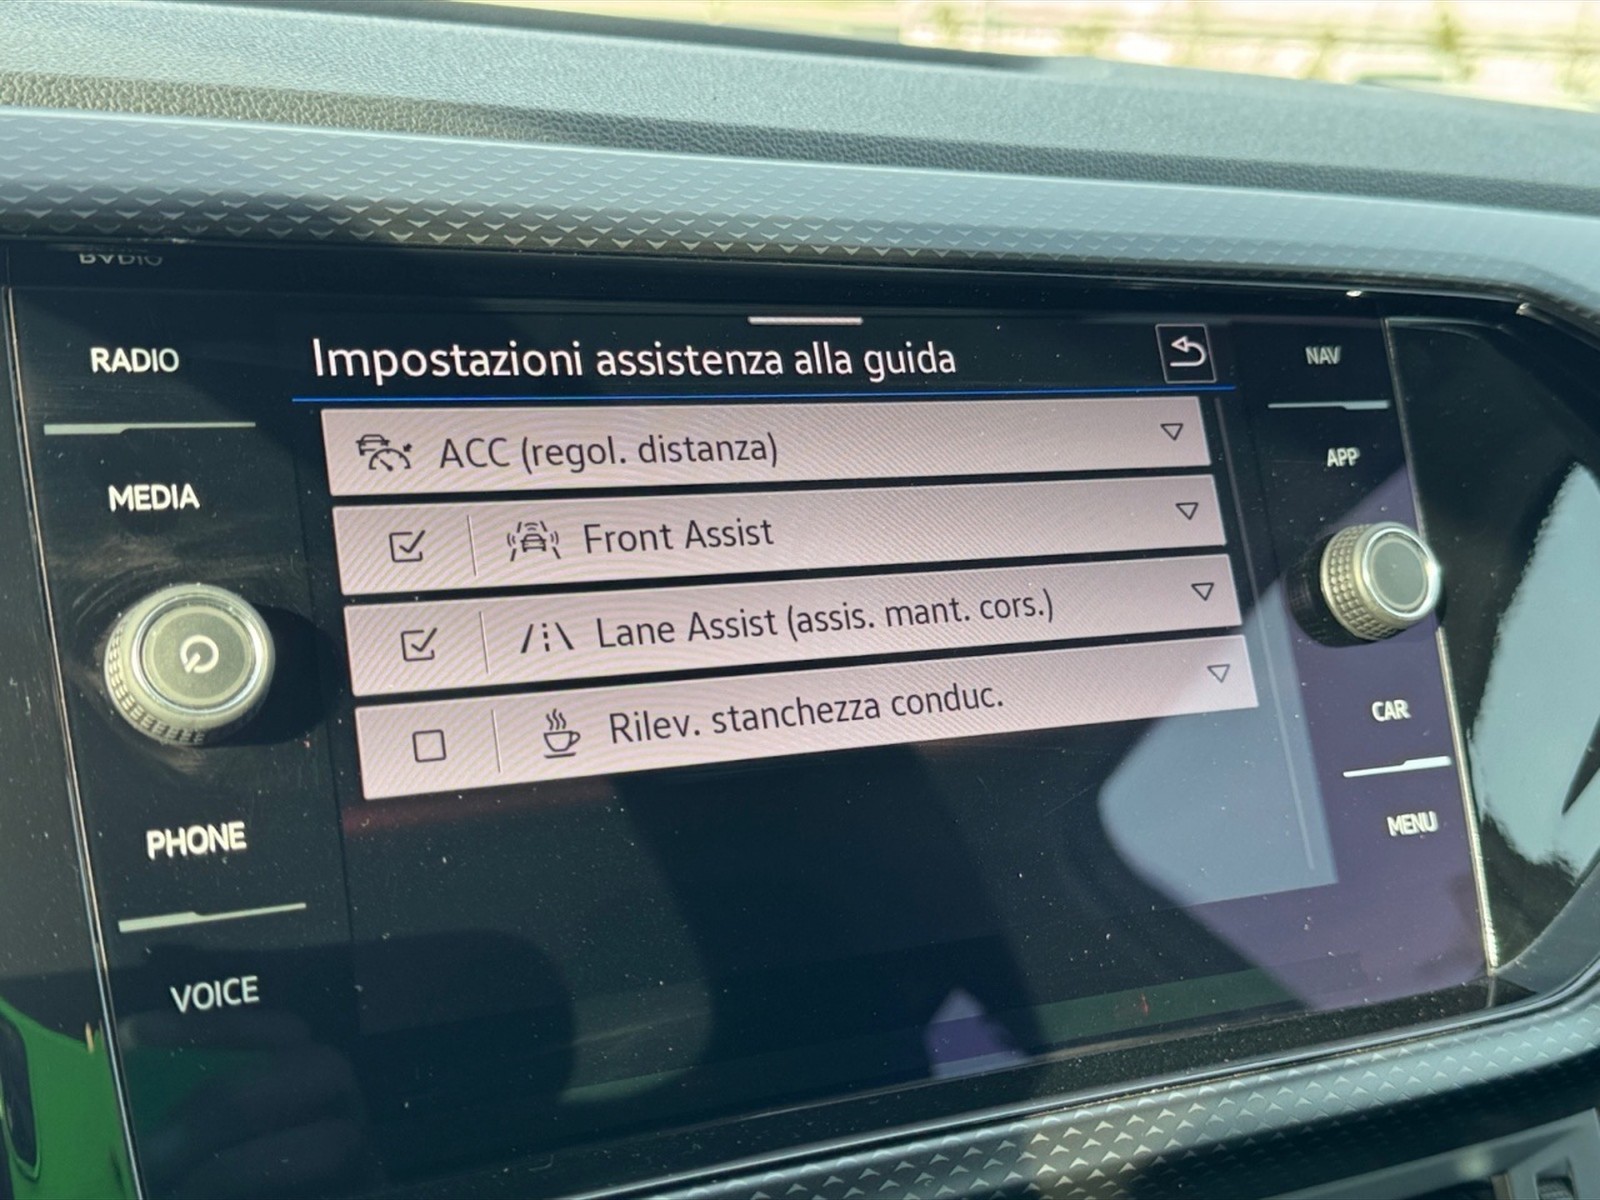 RADIO
MEDIA
PHONE
VOICE
Impostazioni assistenza alla guida
ACC (regol. distanza)
Front Assist
Lane Assist (assis. mant. cors.)
Rilev. stanchezza conduc.
NAV
APP
CAR
MENU